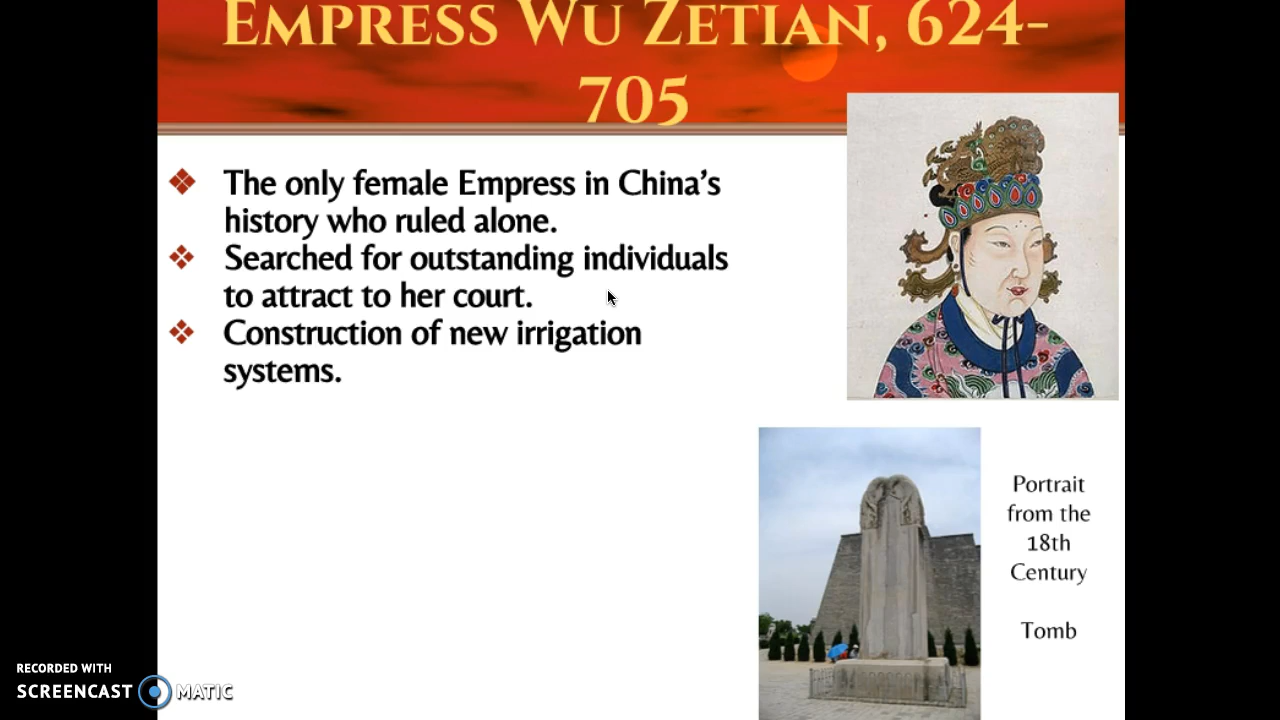 Empress Wu Zetian, 624-
705
The only female Empress in China's
history who ruled alone.
Searched for outstanding individuals
to attract to her court.
Construction of new irrigation
systems.
Portrait
from the
18th
Century
Tomb
RECORDED WITH
SCREENCAST MATIC